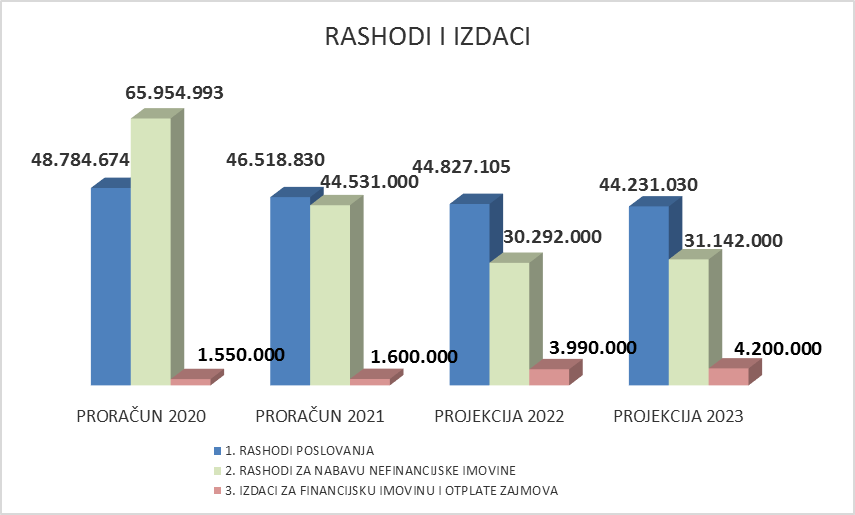 RASHODI I IZDACI
65.954.993
48.784.674
46.518.830
44.531.000
44.827.105
30.292.000
44.231.030
31.142.000
1.550.000
1.600.000
3.990.000
4.200.000
PRORAČUN 2020
PRORAČUN 2021
PROJEKCIJA 2022
PROJEKCIJA 2023
1. RASHODI POSLOVANJA
2. RASHODI ZA NABAVU NEFINANCIJSKE IMOVINE
3. IZDACI ZA FINANCIJSKU IMOVINU I OTPLATE ZAJMOVA